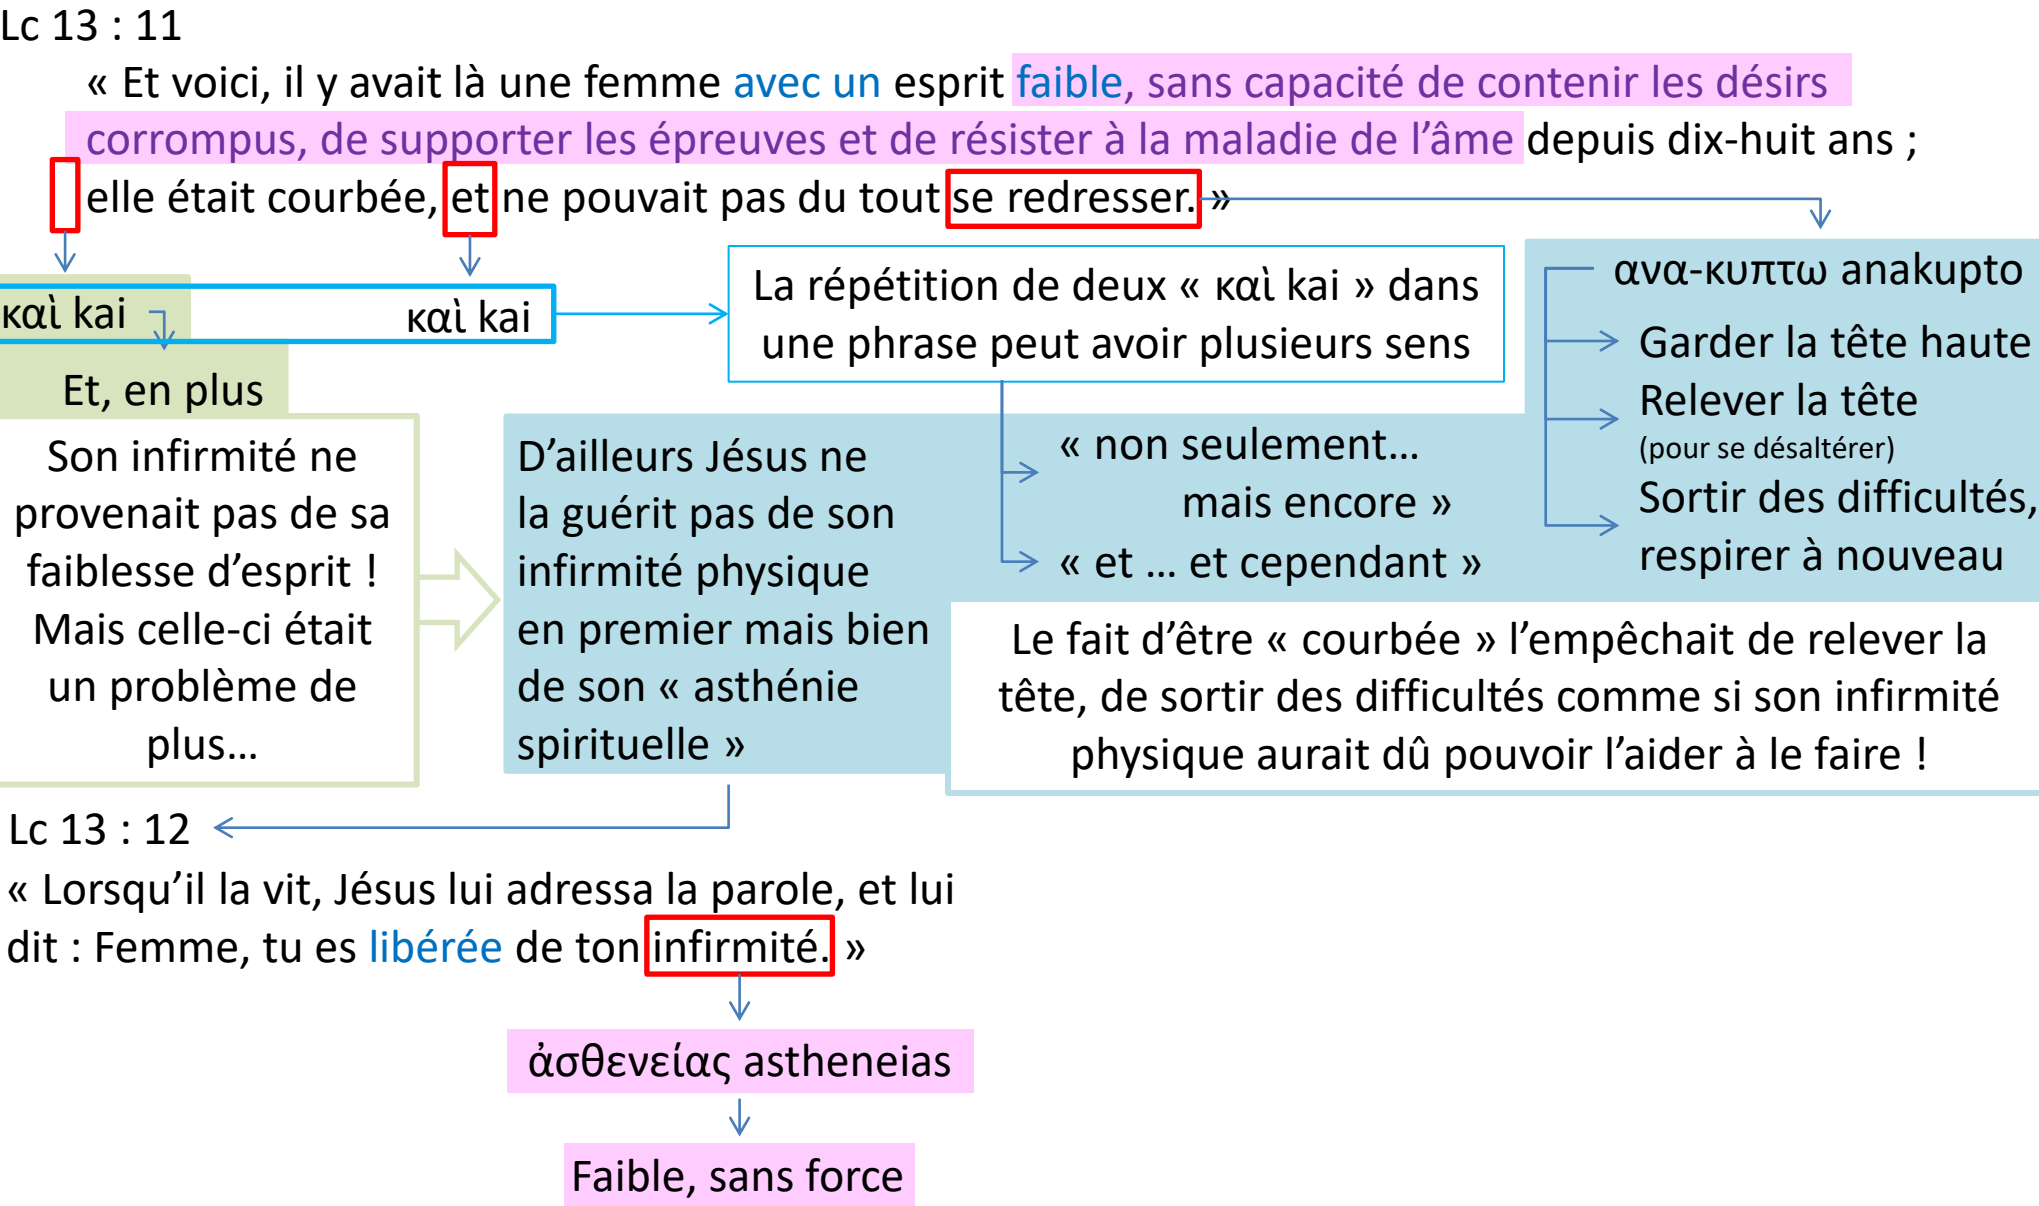 Lc 13 : 11
« Et voici, il y avait là une femme avec un esprit faible, sans capacité de contenir les désirs
corrompus, de supporter les épreuves et de résister à la maladie de l’âme depuis dix-huit ans ;
elle était courbée, et ne pouvait pas du tout se redresser. »
καὶ kai
καὶ kai
Et, en plus
La répétition de deux « καὶ kai » dans
une phrase peut avoir plusieurs sens
ανα-κυπτω anakupto
Garder la tête haute
Relever la tête
(pour se désaltérer)
Sortir des difficultés,
respirer à nouveau
Son infirmité ne
provenait pas de sa
faiblesse d’esprit !
Mais celle-ci était
un problème de
plus…
D’ailleurs Jésus ne
la guérit pas de son
infirmité physique
en premier mais bien
de son « asthénie
spirituelle »
« non seulement…
mais encore »
« et … et cependant »
Le fait d’être « courbée » l’empêchait de relever la
tête, de sortir des difficultés comme si son infirmité
physique aurait dû pouvoir l’aider à le faire !
Lc 13 : 12
« Lorsqu’il la vit, Jésus lui adressa la parole, et lui
dit : Femme, tu es libérée de ton infirmité. »
ἀσθενείας astheneias
Faible, sans force